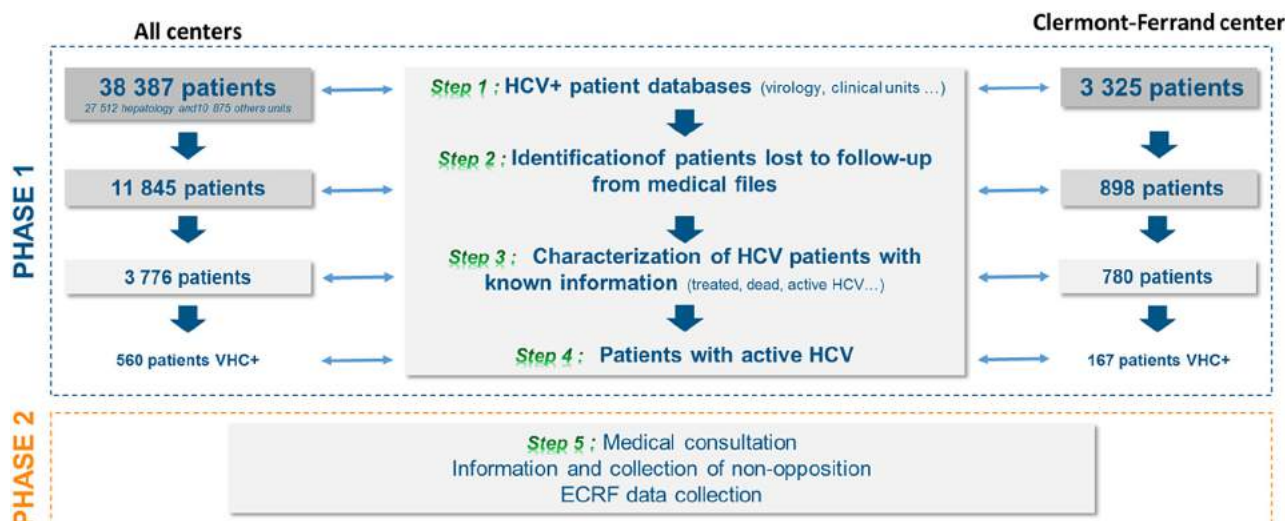 All centers
Clermont-Ferrand center
PHASE 1
38 387 patients
27 512 hepatology and10 875 others units
Step 1 : HCV+ patient databases (virology, clinical units ...)
3 325 patients
Step 2 : Identificationof patients lost to follow-up
from medical files
11 845 patients
898 patients
Step 3 : Characterization of HCV patients with
known information (treated, dead, active HCV...)
3 776 patients
780 patients
560 patients VHC+
Step 4 : Patients with active HCV
167 patients VHC+
PHASE 2
Step 5 : Medical consultation
Information and collection of non-opposition
ECRF data collection